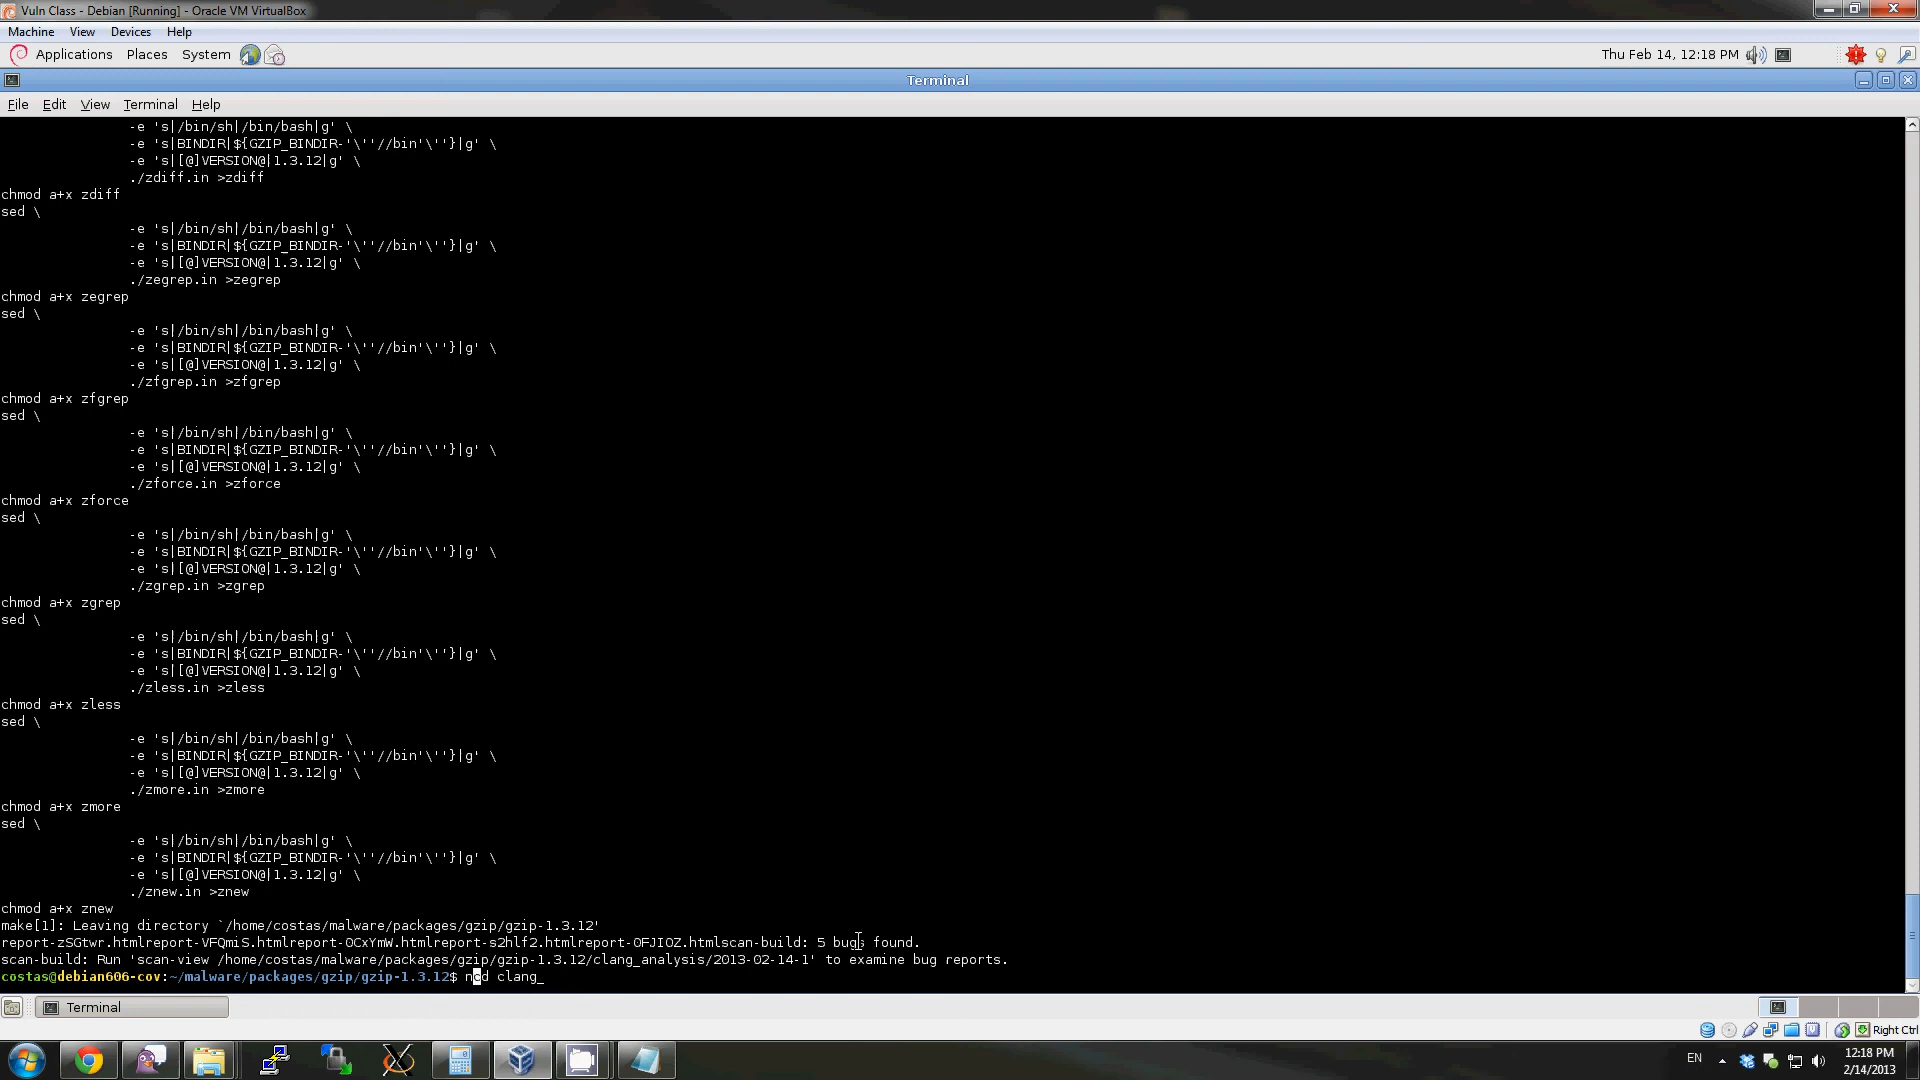 Vuln Class - Debian [Running] - Oracle VM VirtualBox
Machine View Devices Help
Applications Places System Thu Feb 14, 12:18 PM
Terminal
File Edit View Terminal Help
-e 's|/bin/sh|/bin/bash|g' \
-e 's|BINDIR|${GZIP_BINDIR-'\''//bin'\''}|g' \
-e 's|[@]VERSION@|1.3.12|g' \
./zdiff.in >zdiff
chmod a+x zdiff
sed \
-e 's|/bin/sh|/bin/bash|g' \
-e 's|BINDIR|${GZIP_BINDIR-'\''//bin'\''}|g' \
-e 's|[@]VERSION@|1.3.12|g' \
./zegrep.in >zegrep
chmod a+x zegrep
sed \
-e 's|/bin/sh|/bin/bash|g' \
-e 's|BINDIR|${GZIP_BINDIR-'\''//bin'\''}|g' \
-e 's|[@]VERSION@|1.3.12|g' \
./zfgrep.in >zfgrep
chmod a+x zfgrep
sed \
-e 's|/bin/sh|/bin/bash|g' \
-e 's|BINDIR|${GZIP_BINDIR-'\''//bin'\''}|g' \
-e 's|[@]VERSION@|1.3.12|g' \
./zforce.in >zforce
chmod a+x zforce
sed \
-e 's|/bin/sh|/bin/bash|g' \
-e 's|BINDIR|${GZIP_BINDIR-'\''//bin'\''}|g' \
-e 's|[@]VERSION@|1.3.12|g' \
./zgrep.in >zgrep
chmod a+x zgrep
sed \
-e 's|/bin/sh|/bin/bash|g' \
-e 's|BINDIR|${GZIP_BINDIR-'\''//bin'\''}|g' \
-e 's|[@]VERSION@|1.3.12|g' \
./zless.in >zless
chmod a+x zless
sed \
-e 's|/bin/sh|/bin/bash|g' \
-e 's|BINDIR|${GZIP_BINDIR-'\''//bin'\''}|g' \
-e 's|[@]VERSION@|1.3.12|g' \
./zmore.in >zmore
chmod a+x zmore
sed \
-e 's|/bin/sh|/bin/bash|g' \
-e 's|BINDIR|${GZIP_BINDIR-'\''//bin'\''}|g' \
-e 's|[@]VERSION@|1.3.12|g' \
./znew.in >znew
chmod a+x znew
make[1]: Leaving directory `/home/costas/malware/packages/gzip/gzip-1.3.12'
report-zSGtwr.htmlreport-VFQmiS.htmlreport-OCxYmW.htmlreport-s2hlf2.htmlreport-OFJIOZ.htmlscan-build: 5 bugs found.
scan-build: Run 'scan-view /home/costas/malware/packages/gzip/gzip-1.3.12/clang_analysis/2013-02-14-1' to examine bug reports.
costas@debian606-cov:~/malware/packages/gzip/gzip-1.3.12$ ncd clang_
Terminal
Right Ctrl
EN 12:18 PM
2/14/2013